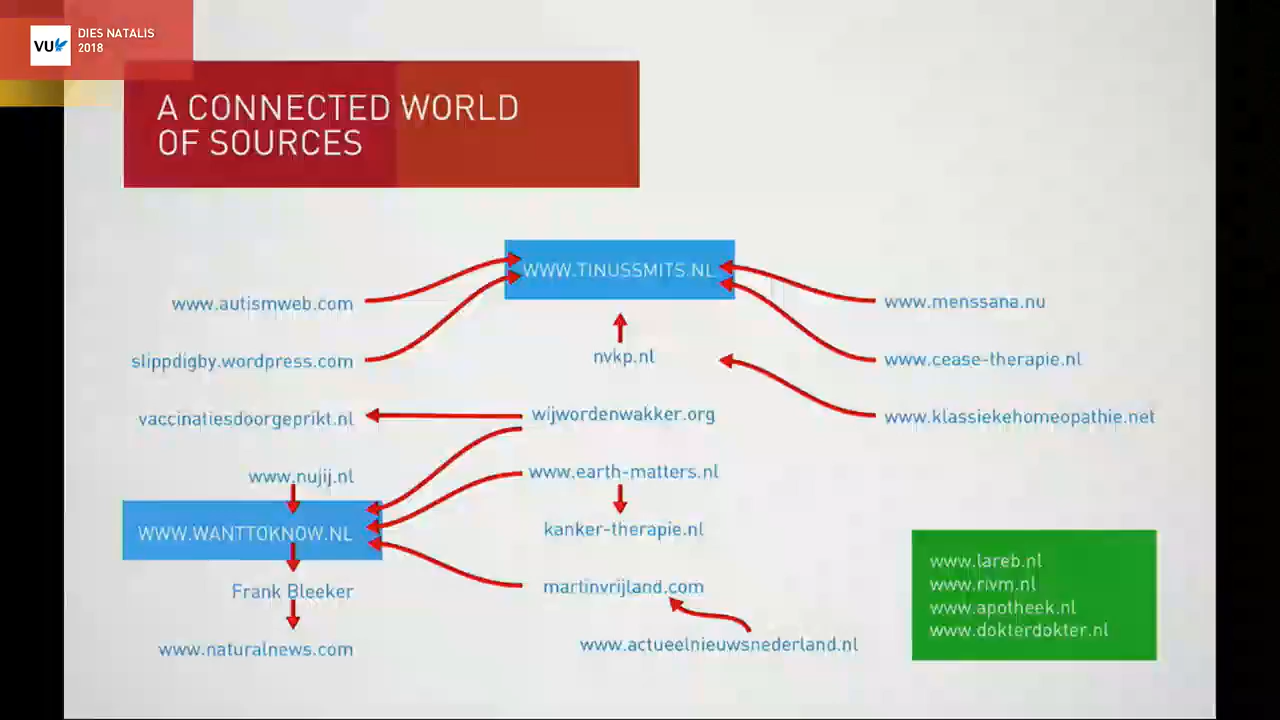 VU
DIES NATALIS
2018
A CONNECTED WORLD
OF SOURCES
WWW.TINUSSMITS.NL
www.autismweb.com
www.menssana.nu
slippdigby.wordpress.com
nvkp.nl
www.cease-therapie.nl
vaccinatiesdoorgeprikt.nl
wijwordenwakker.org
www.klassiekehomeopathie.net
www.nujij.nl
www.earth-matters.nl
WWW.WANTTOKNOW.NL
kanker-therapie.nl
www.lareb.nl
www.rivm.nl
www.apotheek.nl
www.dokterdokter.nl
Frank Bleeker
martinvrijland.com
www.naturalnews.com
www.actueelnieuwsnederland.nl